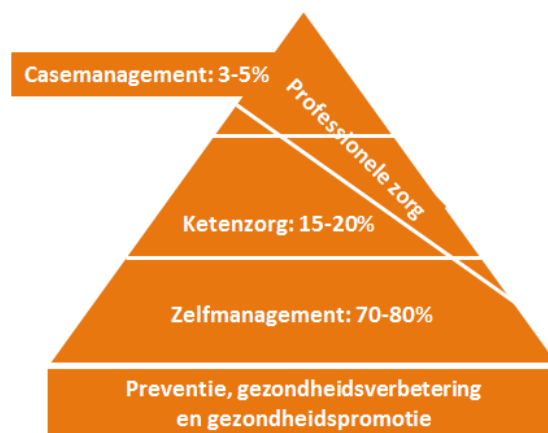 Casemanagement: 3-5%
Professionele zorg
Ketenzorg: 15-20%
Zelfmanagement: 70-80%
Preventie, gezondheidsverbetering
en gezondheidspromotie